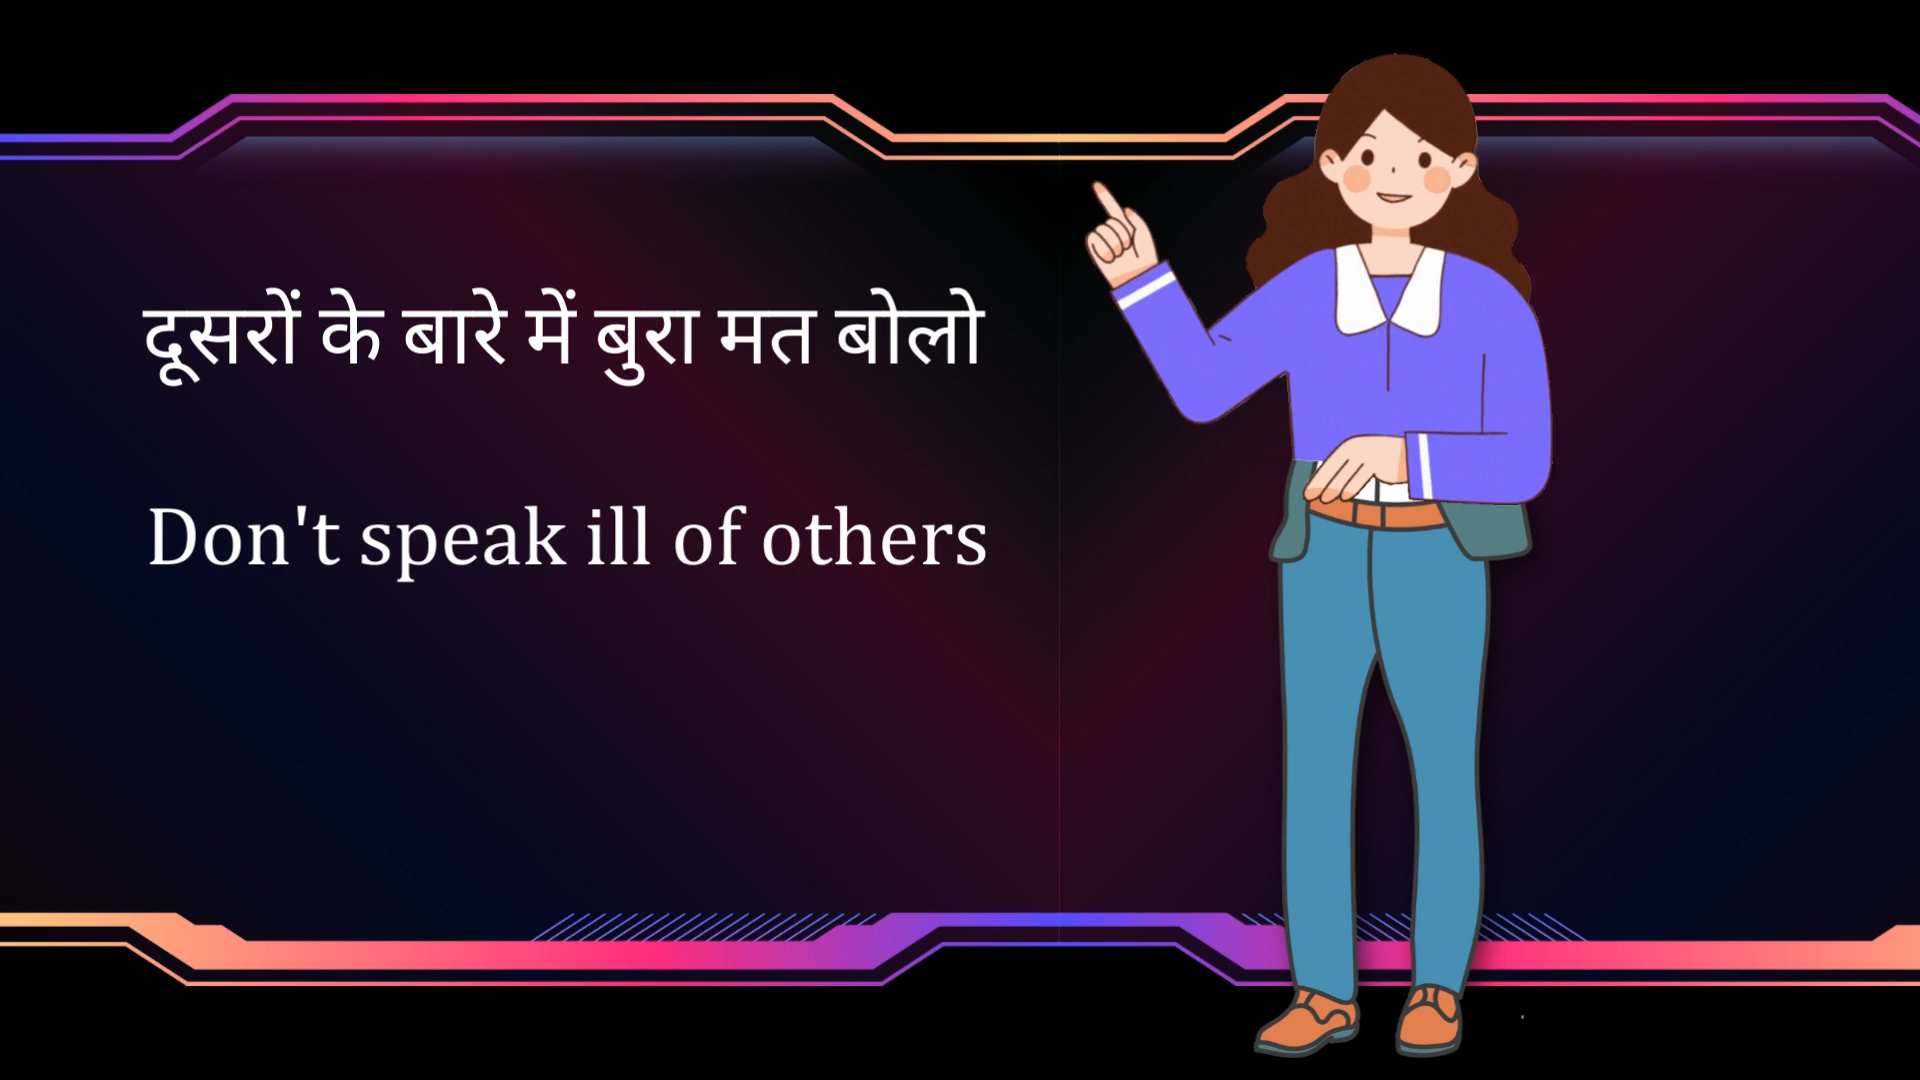 दूसरों के बारे में बुरा मत बोलो
Don't speak ill of others